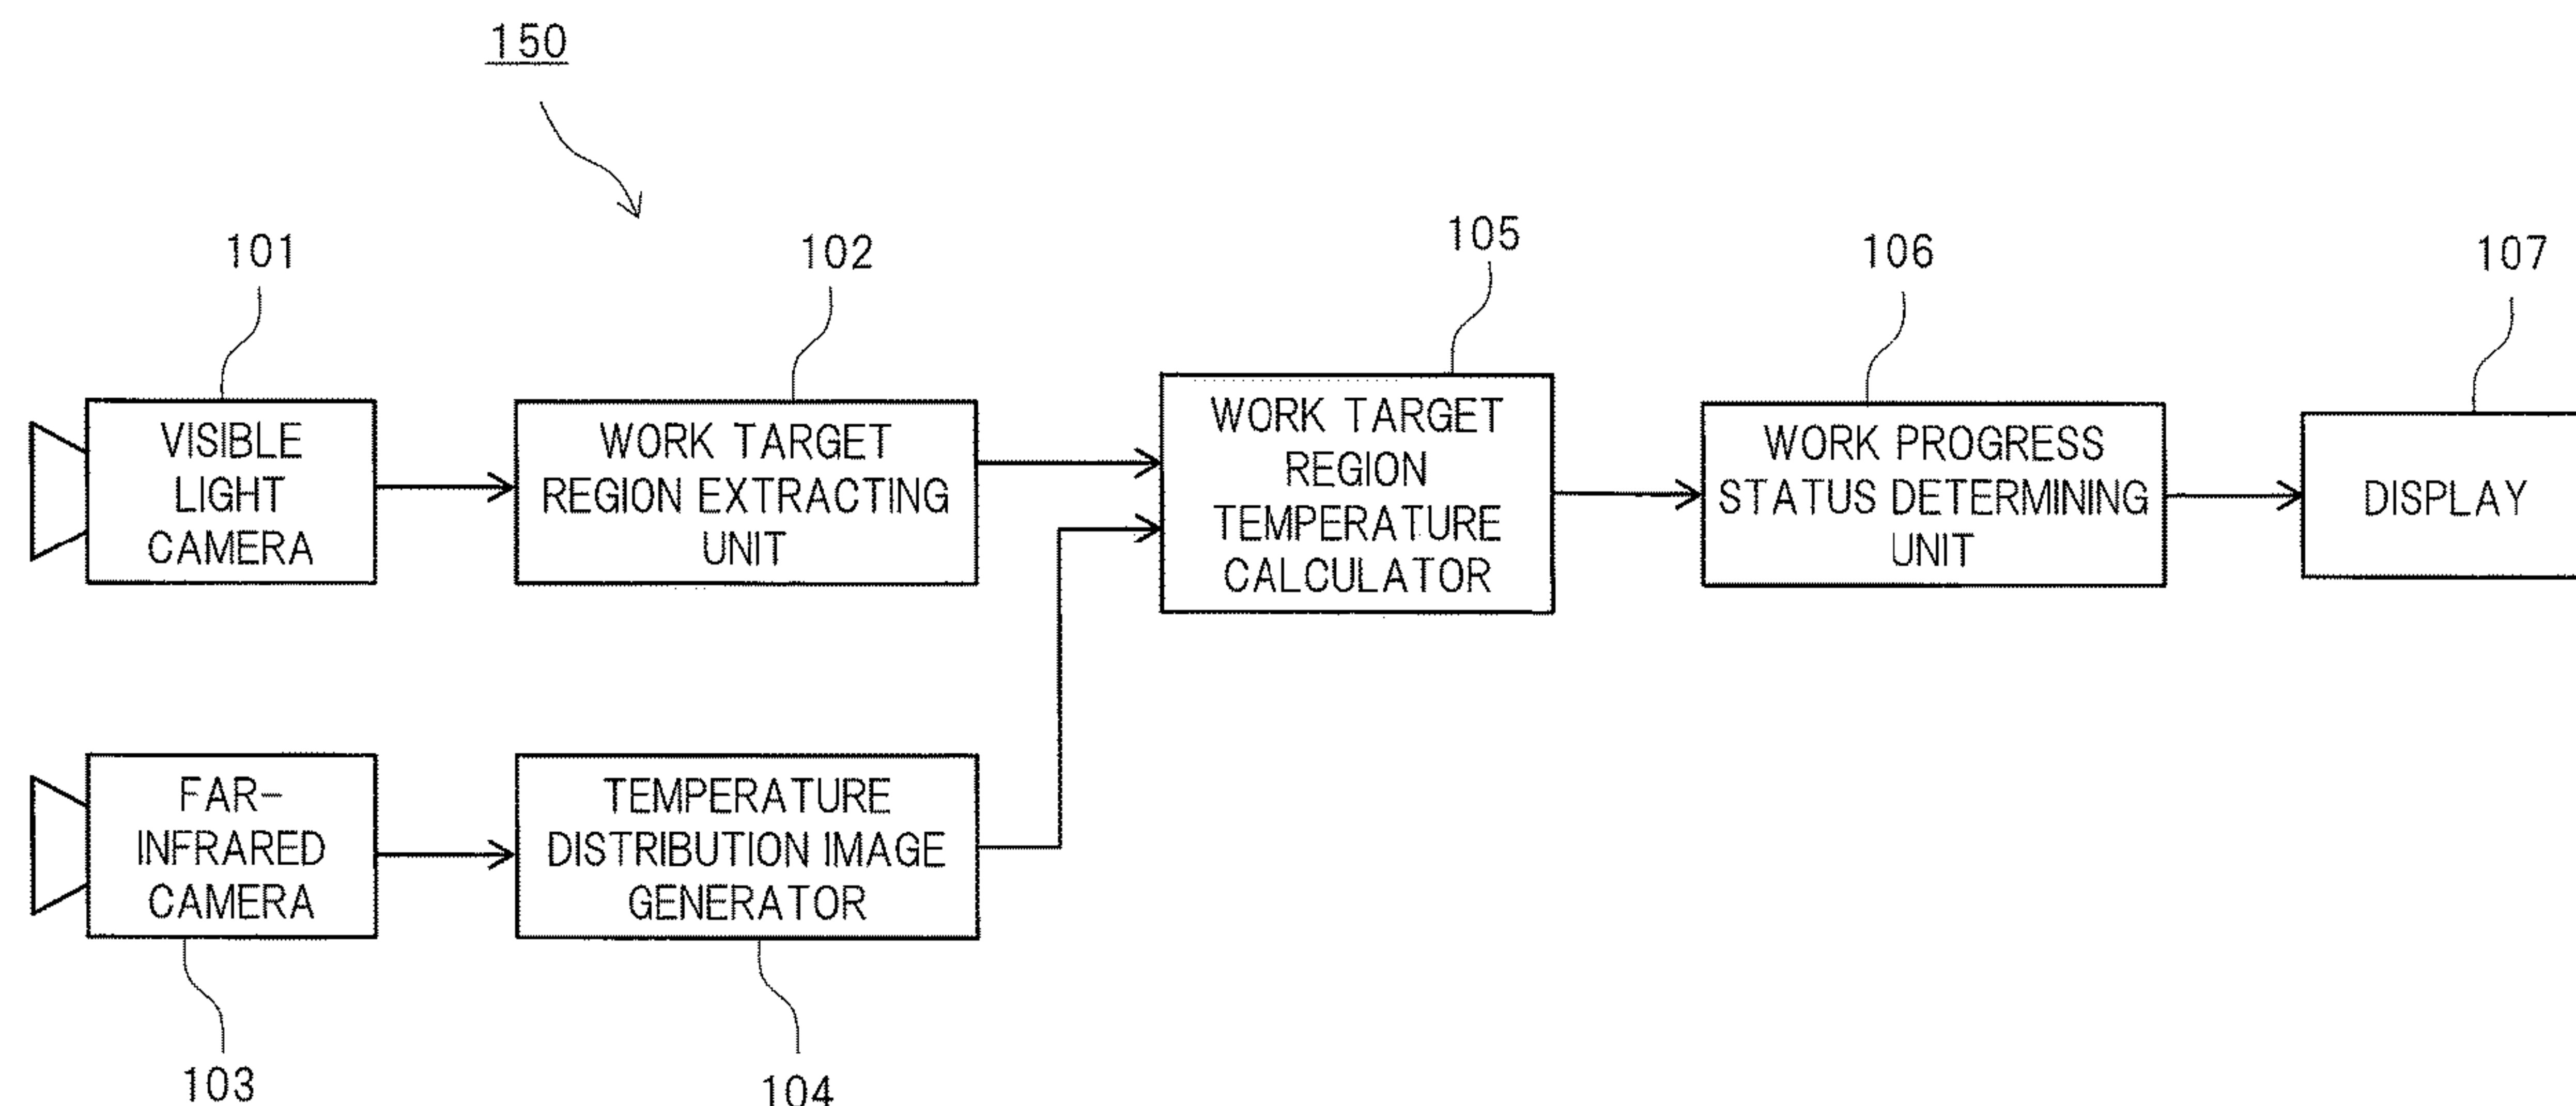 150
101
102
105
106
107
VISIBLE
LIGHT
CAMERA
WORK TARGET
REGION EXTRACTING
UNIT
WORK TARGET
REGION
TEMPERATURE
CALCULATOR
WORK PROGRESS
STATUS DETERMINING
UNIT
DISPLAY
FAR-
INFRARED
CAMERA
TEMPERATURE
DISTRIBUTION IMAGE
GENERATOR
103
104